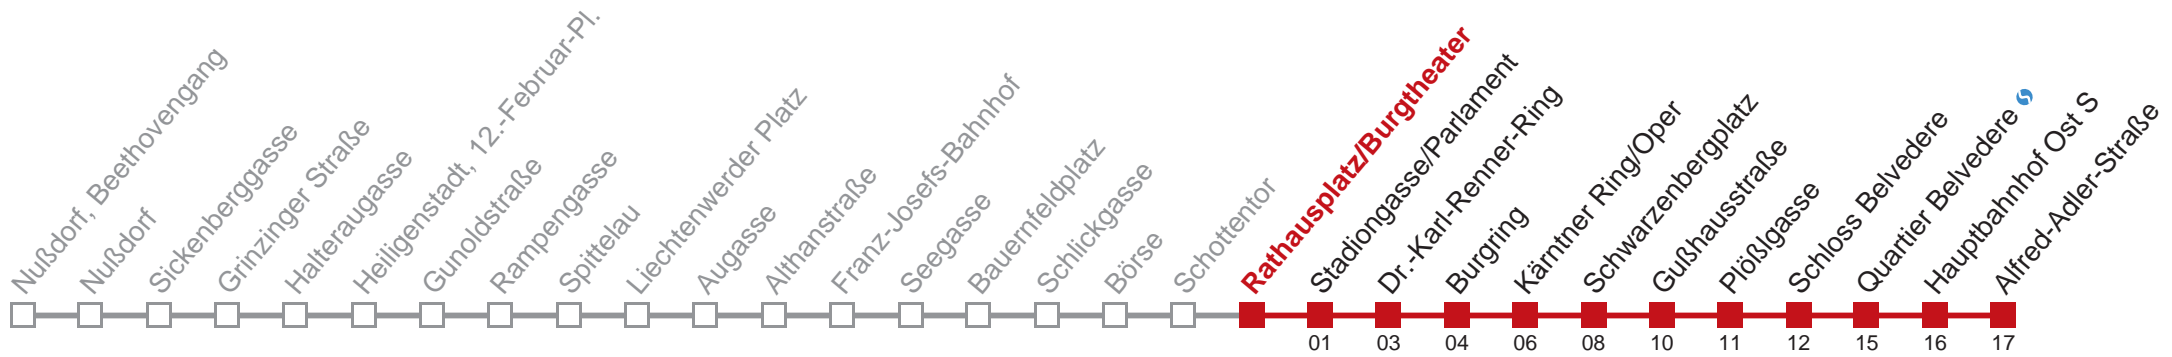 Nußdorf, Beethovengang
Nußdorf
Sickenberggasse
Grinzinger Straße
Halteraugasse
Heiligenstadt, 12.-Februar-Pl.
Gunoldstraße
Rampengasse
Spittelau
Liechtenwerder Platz
Augasse
Althanstraße
Franz-Josefs-Bahnhof
Seegasse
Bauernfeldplatz
Schlickgasse
Börse
Schottentor
Rathausplatz/Burgtheater
Stadiongasse/Parlament
Dr.-Karl-Renner-Ring
Burgring
Kärntner Ring/Oper
Schwarzenbergplatz
Gußhausstraße
Plößlgasse
Schloss Belvedere
Quartier Belvedere
Hauptbahnhof Ost S
Alfred-Adler-Straße
01 03 04 06 08 10 11 12 15 16 17